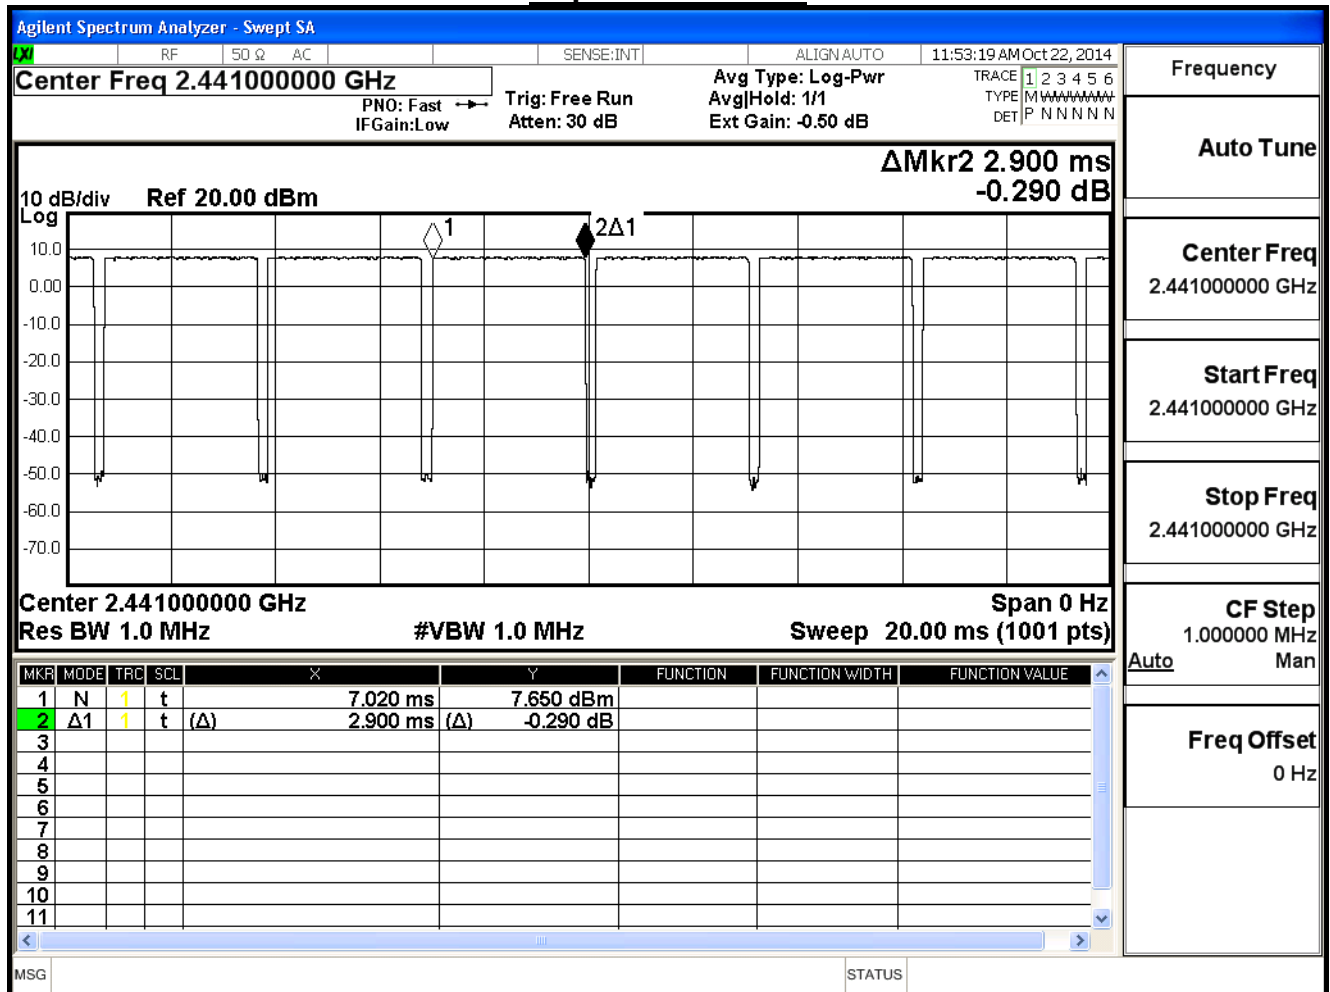 Agilent Spectrum Analyzer - Swept SA
LXI RF 50 Ω AC SENSE:INT ALIGN AUTO 11:53:19 AM Oct 22, 2014
Center Freq 2.441000000 GHz
PNO: Fast
IFGain:Low
Trig: Free Run
Atten: 30 dB
Avg Type: Log-Pwr
Avg|Hold: 1/1
Ext Gain: -0.50 dB
TRACE 1 2 3 4 5 6
TYPE M W W W W W
DET P N N N N N
ΔMkr2 2.900 ms
-0.290 dB
10 dB/div Ref 20.00 dBm
Log
1
2Δ1
10.0
0.00
-10.0
-20.0
-30.0
-40.0
-50.0
-60.0
-70.0
Center 2.441000000 GHz Span 0 Hz
Res BW 1.0 MHz #VBW 1.0 MHz Sweep 20.00 ms (1001 pts)
MKR MODE TRC SCL X Y FUNCTION FUNCTION WIDTH FUNCTION VALUE
1 N 1 t 7.020 ms 7.650 dBm
2 Δ1 1 t (Δ) 2.900 ms (Δ) -0.290 dB
3
4
5
6
7
8
9
10
11
MSG STATUS
Frequency
Auto Tune
Center Freq
2.441000000 GHz
Start Freq
2.441000000 GHz
Stop Freq
2.441000000 GHz
CF Step
1.000000 MHz
Auto Man
Freq Offset
0 Hz